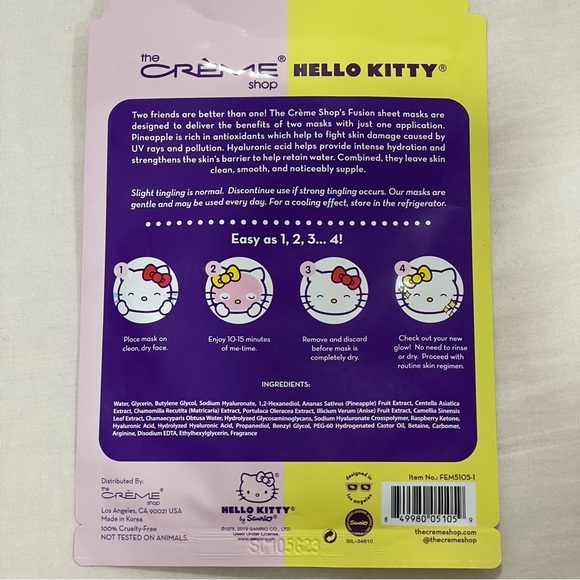 the
CRÈME®
shop
HELLO KITTY®
Two friends are better than one! The Crème Shop's Fusion sheet masks are
designed to deliver the benefits of two masks with just one application.
Pineapple is rich in antioxidants which help to fight skin damage caused by
UV rays and pollution. Hyaluronic acid helps provide intense hydration and
strengthens the skin's barrier to help retain water. Combined, they leave skin
clean, smooth, and noticeably supple.
Slight tingling is normal. Discontinue use if strong tingling occurs. Our masks are
gentle and may be used every day. For a cooling effect, store in the refrigerator.
Easy as 1, 2, 3... 4!
1
Place mask on
clean, dry face.
2
Enjoy 10-15 minutes
of me-time.
3
Remove and discard
before mask is
completely dry.
4
Check out your new
glow! No need to rinse
or dry. Proceed with
routine skin regimen.
INGREDIENTS:
Water, Glycerin, Butylene Glycol, Sodium Hyaluronate, 1,2-Hexanediol, Ananas Sativus (Pineapple) Fruit Extract, Centella Asiatica
Extract, Chamomilla Recutita (Matricaria) Extract, Portulaca Oleracea Extract, Illicium Verum (Anise) Fruit Extract, Camellia Sinensis
Leaf Extract, Chamaecyparis Obtusa Water, Hydrolyzed Glycosaminoglycans, Sodium Hyaluronate Crosspolymer, Raspberry Ketone,
Hyaluronic Acid, Hydrolyzed Hyaluronic Acid, Propanediol, Benzyl Glycol, PEG-60 Hydrogenated Castor Oil, Betaine, Carbomer,
Arginine, Disodium EDTA, Ethylhexylglycerin, Fragrance
Distributed By:
the
CRÈME
shop
Los Angeles, CA 90021 USA
Made in Korea
100% Cruelty-Free
NOT TESTED ON ANIMALS.
HELLO KITTY®
by Sanrio®
©1976, 2019 SANRIO CO., LTD.
Used Under License.
www.sanrio.com
designed in
los angeles
Sanrio
SIL-34810
Item No.: FEM5105-1
8 49980 05105 9
thecremeshop.com
@thecremeshop
SC105G23